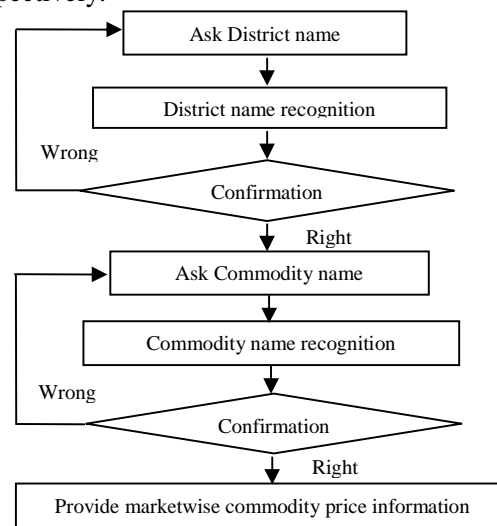 pectively.
Ask District name
District name recognition
Wrong
Confirmation
Right
Ask Commodity name
Commodity name recognition
Wrong
Confirmation
Right
Provide marketwise commodity price information